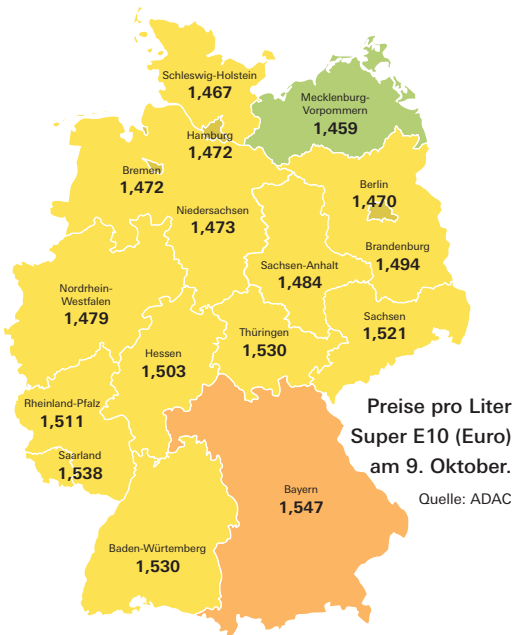 Schleswig-Holstein
1,467
Mecklenburg-
Vorpommern
1,459
Hamburg
1,472
Bremen
1,472
Berlin
1,470
Niedersachsen
1,473
Brandenburg
1,494
Sachsen-Anhalt
1,484
Nordrhein-
Westfalen
1,479
Sachsen
1,521
Thüringen
1,530
Hessen
1,503
Rheinland-Pfalz
1,511
Preise pro Liter
Super E10 (Euro)
am 9. Oktober.
Quelle: ADAC
Saarland
1,538
Bayern
1,547
Baden-Würtemberg
1,530